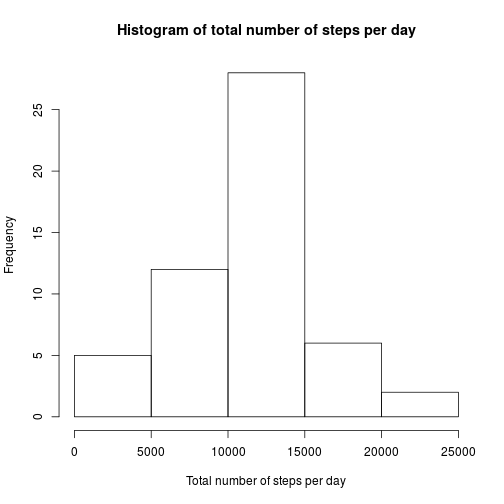 Histogram of total number of steps per day
Frequency
25
20
15
10
5
0
0 5000 10000 15000 20000 25000
Total number of steps per day